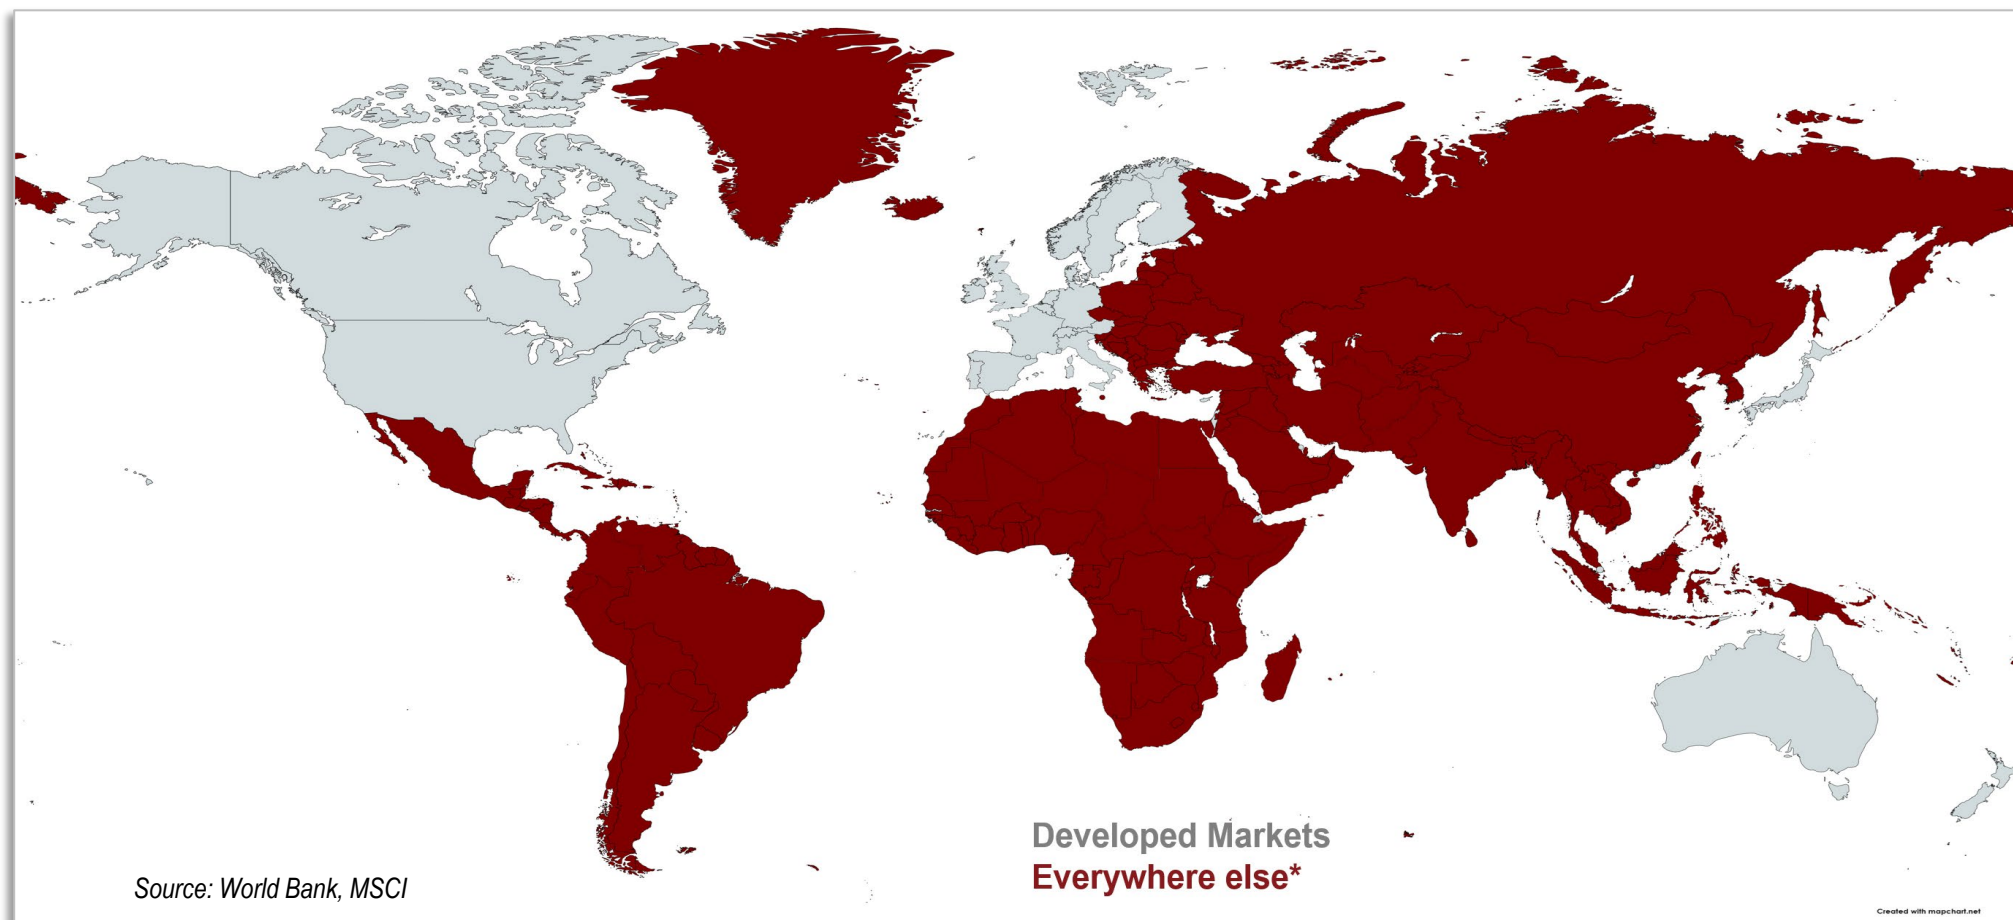 Developed Markets
Everywhere else*
Source: World Bank, MSCI
Created with mapchart.net